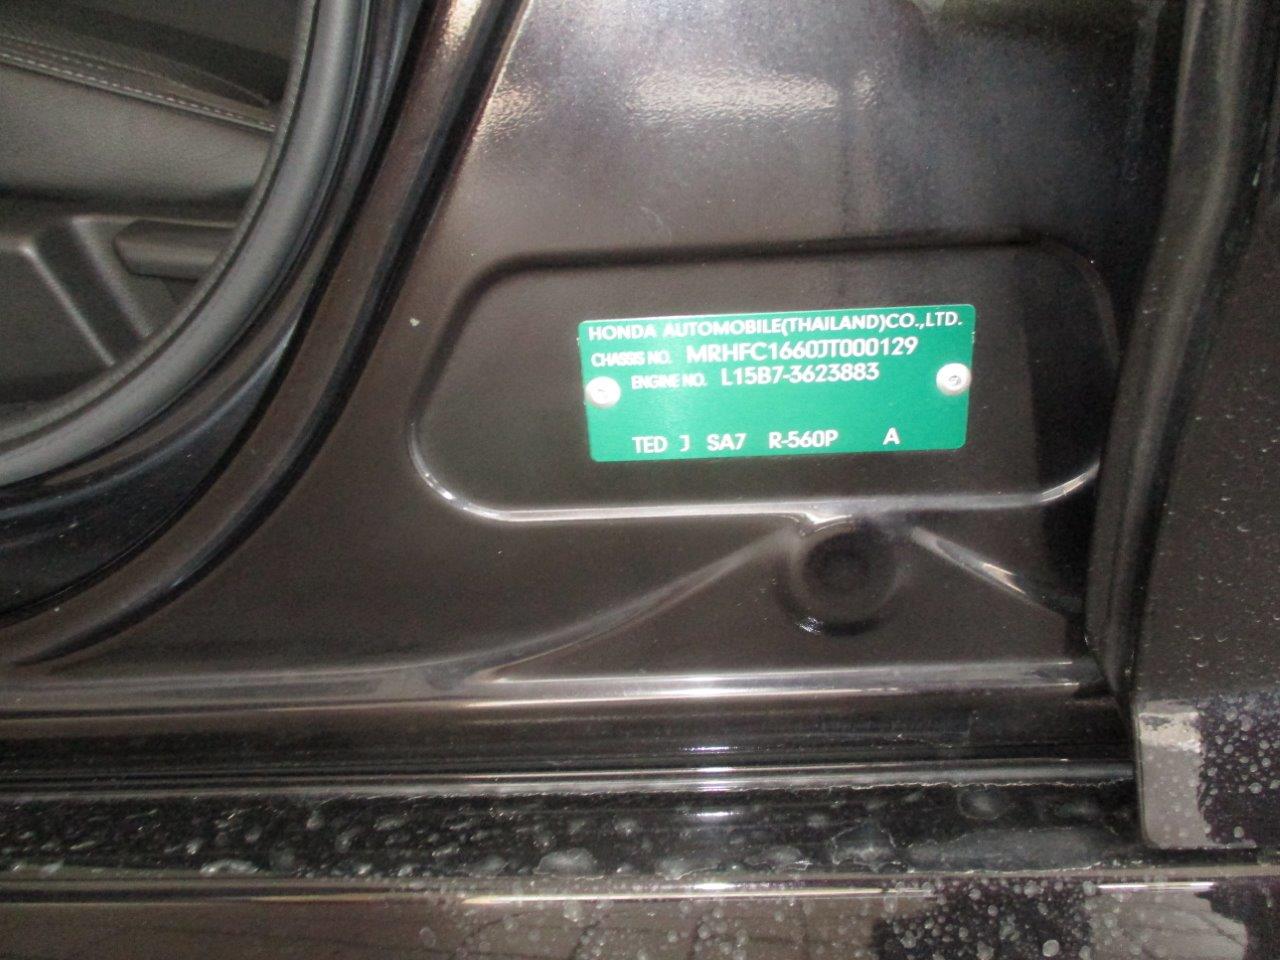 HONDA AUTOMOBILE(THAILAND)CO.,LTD.
CHASSIS NO. MRHFC1660JT000129
ENGINE NO. L15B7-3623883
TED J SA7 R-560P A